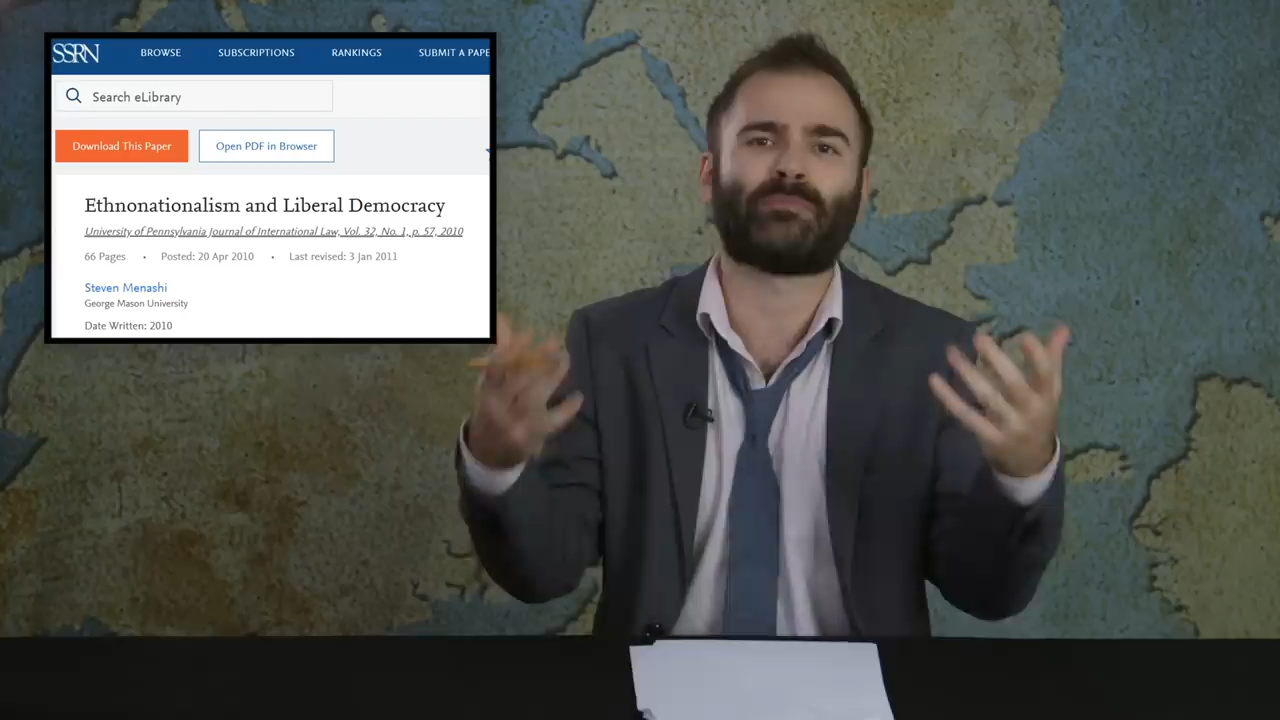 SSRN BROWSE SUBSCRIPTIONS RANKINGS SUBMIT A PAPE
Search eLibrary
Download This Paper Open PDF in Browser
Ethnonationalism and Liberal Democracy
University of Pennsylvania Journal of International Law, Vol. 32, No. 1, p. 57, 2010
66 Pages • Posted: 20 Apr 2010 • Last revised: 3 Jan 2011
Steven Menashi
George Mason University
Date Written: 2010